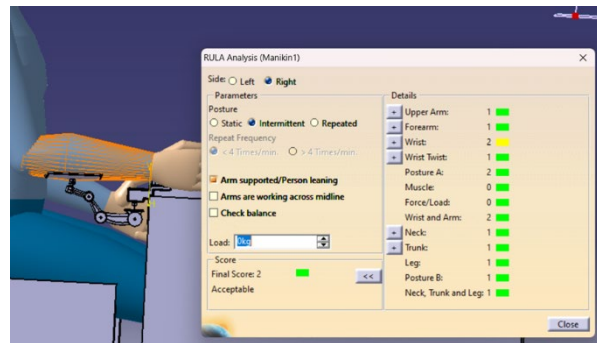 RULA Analysis (Manikin1)
Side: Left Right
Parameters
Posture
Static Intermittent Repeated
Repeat Frequency
< 4 Times/min. > 4 Times/min.
Arm supported/Person leaning
Arms are working across midline
Check balance
Load: 0kg
Score
Final Score: 2
<<
Acceptable
Details
+ Upper Arm: 1
+ Forearm: 1
+ Wrist: 2
+ Wrist Twist: 1
Posture A: 2
Muscle: 0
Force/Load: 0
Wrist and Arm: 2
+ Neck: 1
+ Trunk: 1
Leg: 1
Posture B: 1
Neck, Trunk and Leg: 1
Close